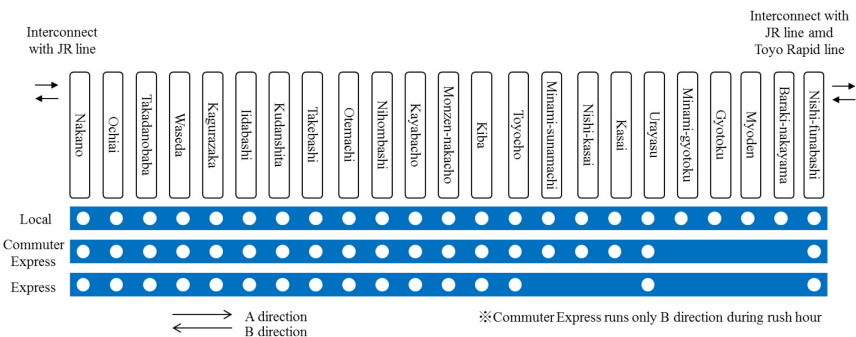 Interconnect
with JR line
Interconnect with
JR line amd
Toyo Rapid line
Nakano
Ochiai
Takadanobaba
Waseda
Kagurazaka
Iidabashi
Kudanshita
Takebashi
Otemachi
Nihombashi
Kayabacho
Monzen-nakacho
Kiba
Toyocho
Minami-sunamachi
Nishi-kasai
Kasai
Urayasu
Minami-gyotoku
Gyotoku
Myoden
Baraki-nakayama
Nishi-funabashi
Local
Commuter
Express
Express
A direction
B direction
※Commuter Express runs only B direction during rush hour